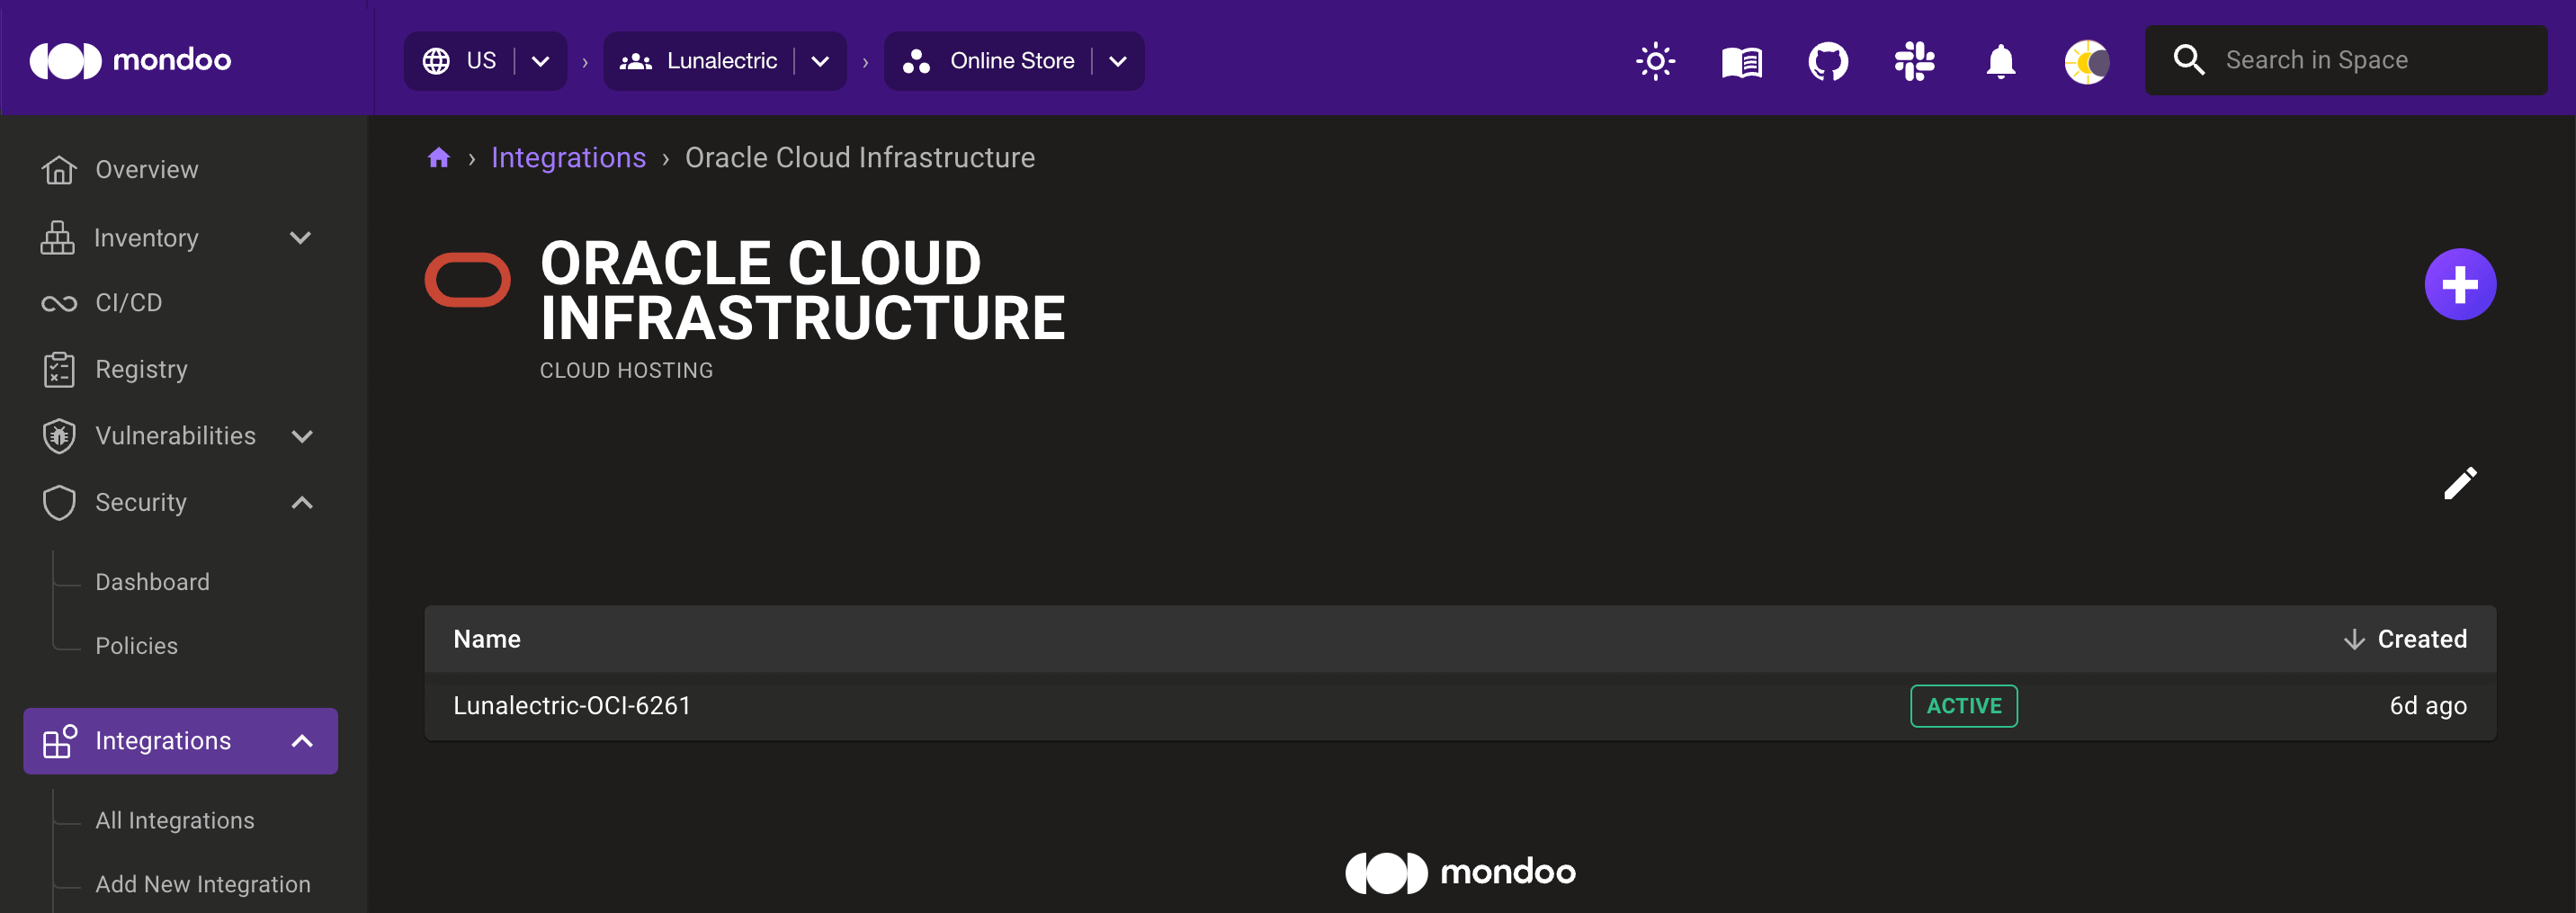 mondoo
US
Lunalectric
Online Store
Search in Space
Overview
Inventory
CI/CD
Registry
Vulnerabilities
Security
Dashboard
Policies
Integrations
All Integrations
Add New Integration
› Integrations › Oracle Cloud Infrastructure
ORACLE CLOUD
INFRASTRUCTURE
CLOUD HOSTING
Name Created
Lunalectric-OCI-6261 ACTIVE 6d ago
mondoo